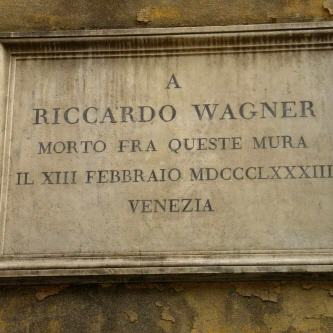 A
RICCARDO WAGNER
MORTO FRA QUESTE MURA
IL XIII FEBBRAIO MDCCCLXXXIII
VENEZIA